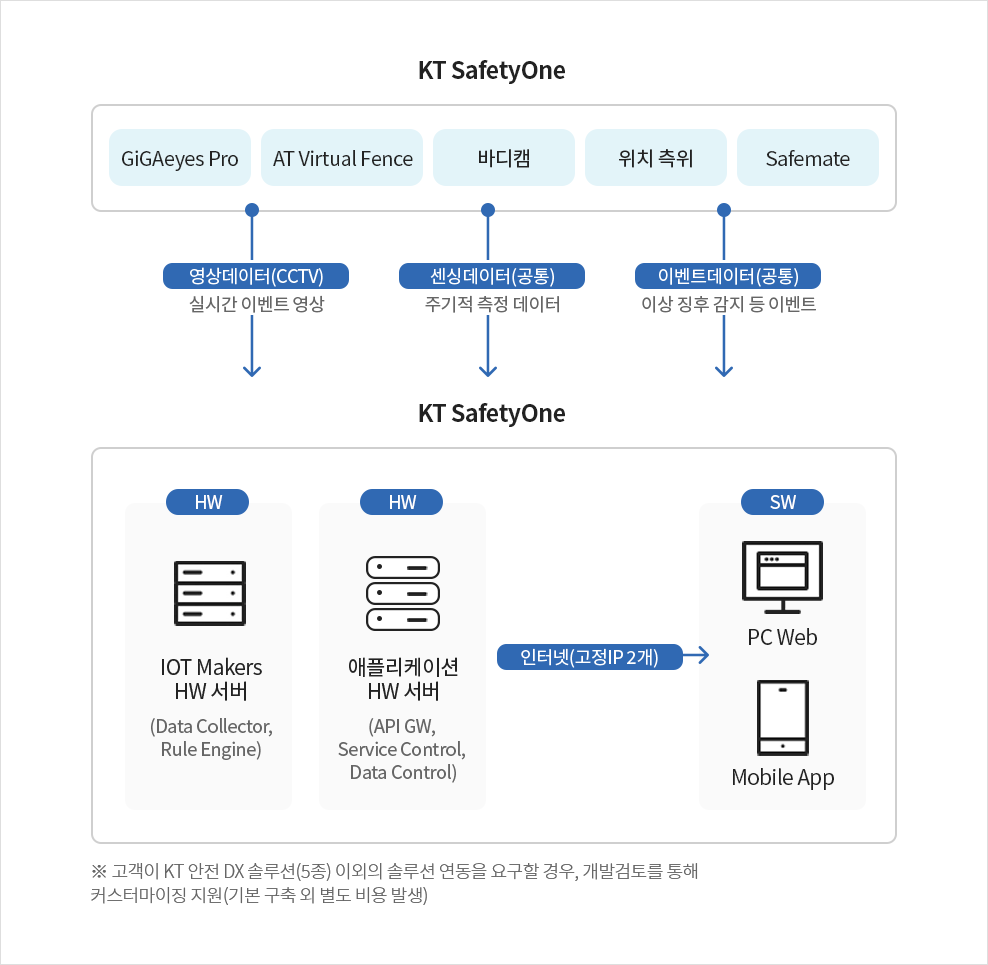 KT SafetyOne
GiGAeyes Pro
AT Virtual Fence
바디캠
위치 측위
Safemate
영상데이터(CCTV)
실시간 이벤트 영상
센싱데이터(공통)
주기적 측정 데이터
이벤트데이터(공통)
이상 징후 감지 등 이벤트
KT SafetyOne
HW
IOT Makers
HW 서버
(Data Collector,
Rule Engine)
HW
애플리케이션
HW 서버
(API GW,
Service Control,
Data Control)
인터넷(고정IP 2개)
SW
PC Web
Mobile App
※ 고객이 KT 안전 DX 솔루션(5종) 이외의 솔루션 연동을 요구할 경우, 개발검토를 통해
커스터마이징 지원(기본 구축 외 별도 비용 발생)